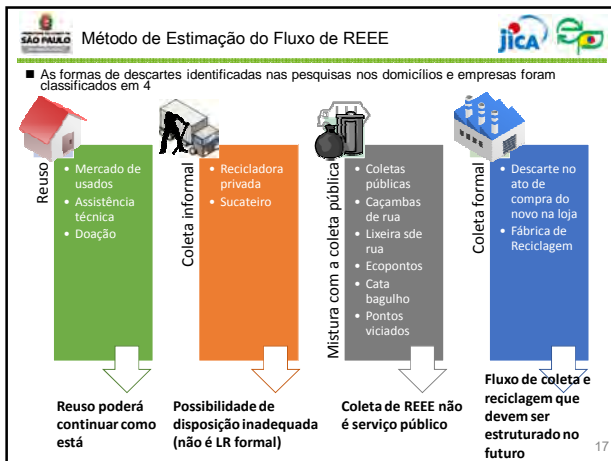 SÃO PAULO
Método de Estimação do Fluxo de REEE
jICA
■ As formas de descartes identificadas nas pesquisas nos domicílios e empresas foram
classificados em 4
Reuso
• Mercado de
usados
• Assistência
técnica
• Doação
Reuso poderá
continuar como
está
Coleta informal
• Recicladora
privada
• Sucateiro
Possibilidade de
disposição inadequada
(não é LR formal)
Mistura com a coleta pública
• Coletas
públicas
• Caçambas
de rua
• Lixeira sde
rua
• Ecopontos
• Cata
bagulho
• Pontos
viciados
Coleta de REEE não
é serviço público
Coleta formal
• Descarte no
ato de
compra do
novo na loja
• Fábrica de
Reciclagem
Fluxo de coleta e
reciclagem que
devem ser
estruturado no
futuro
17